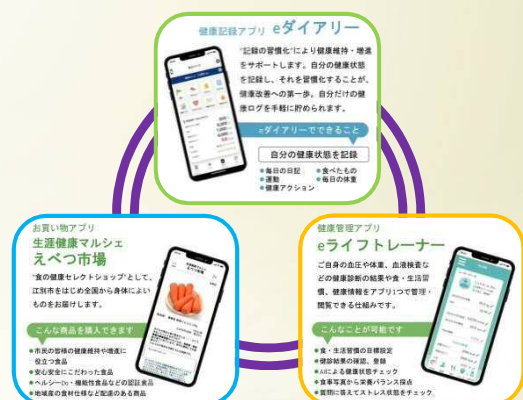 健康記録アプリ eダイアリー
"記録の習慣化"により健康維持・増進
をサポートします。自分の健康状態
を記録し、それを習慣化することが、
健康改善への第一歩。自分だけの健
康ログを手軽に貯められます。
eダイアリーでできること
自分の健康状態を記録
●毎日の日記 ●食べたもの
●運動 ●毎日の体重
●健康アクション
お買い物アプリ
生涯健康マルシェ
えべつ市場
"食の健康セレクトショップ"として、
江別市をはじめ全国から身体によい
ものをお届けします。
こんな商品を購入できます
●市民の皆様の健康維持や増進に
役立つ食品
●安心安全にこだわった食品
●ヘルシーDo・機能性食品などの認証食品
●地域産の食材仕様など配慮のある商品
えべつ市場
健康管理アプリ
eライフトレーナー
ご自身の血圧や体重、血液検査な
どの健康診断の結果や食・生活習
慣、健康情報をアプリ1つで管理・
閲覧できる仕組みです。
こんなことが可能です
●食・生活習慣の目標設定
●健診結果の確認、登録
●AIによる健康状態チェック
●食事写真から栄養バランス採点
●質問に答えてストレス状態をチェック